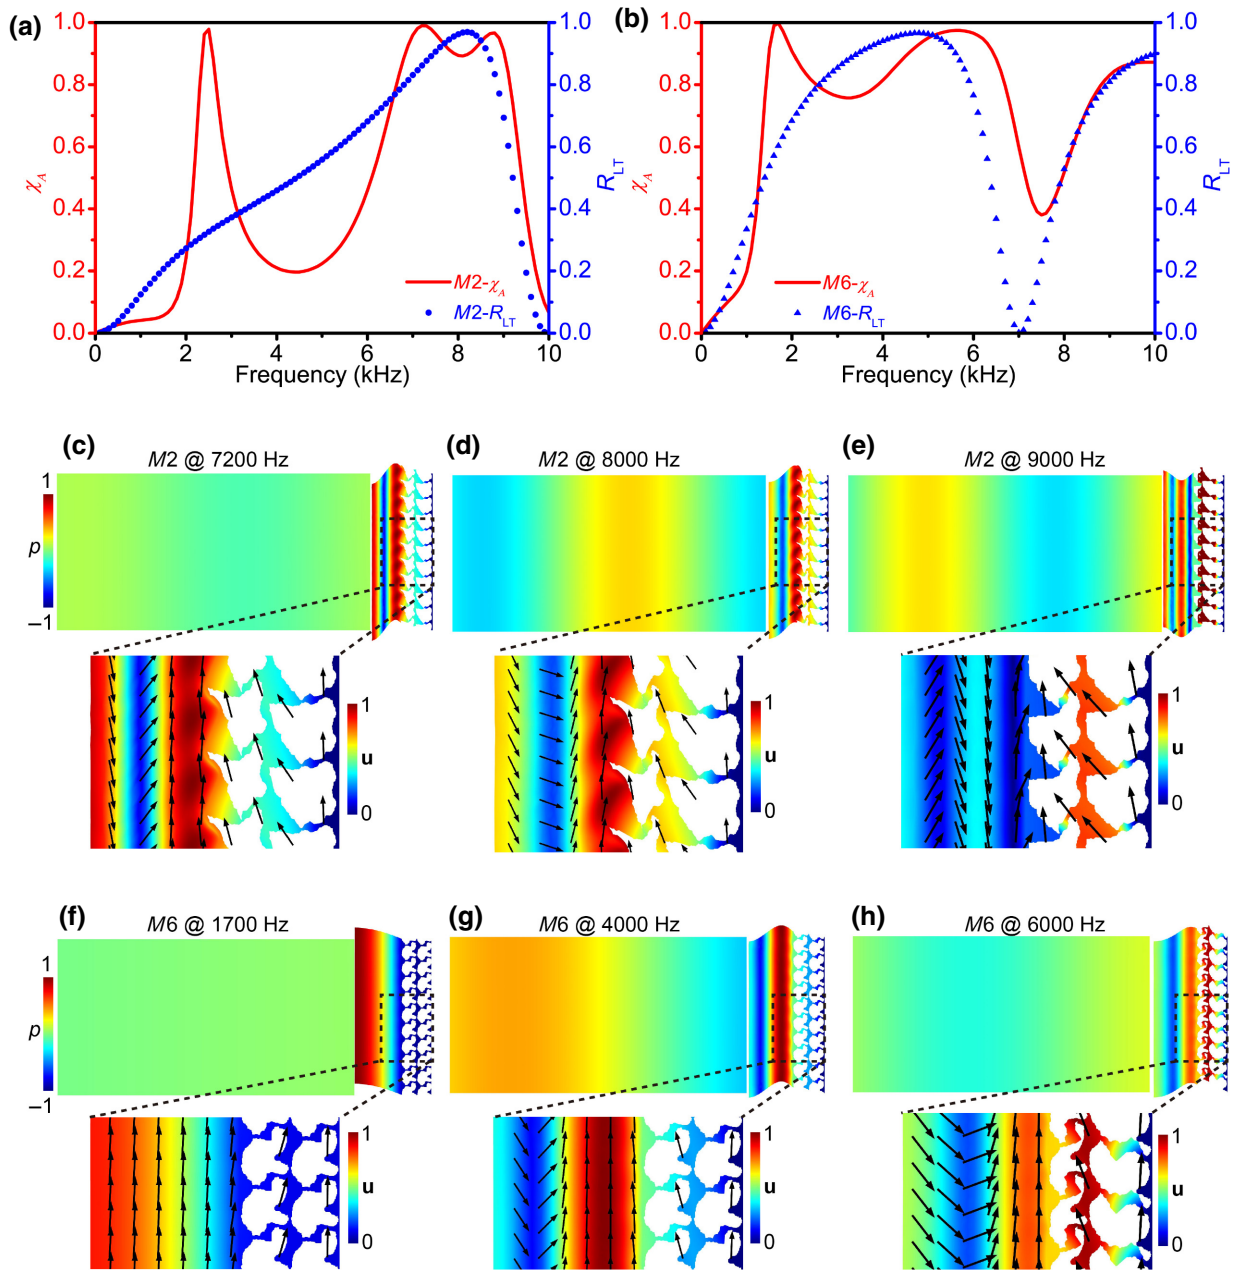 (a)
1.0
0.8
0.6
0.4
0.2
0.0
χA
1.0
0.8
0.6
0.4
0.2
0.0
RLT
M2-χA
M2-RLT
0 2 4 6 8 10
Frequency (kHz)
(b)
1.0
0.8
0.6
0.4
0.2
0.0
χA
1.0
0.8
0.6
0.4
0.2
0.0
RLT
M6-χA
M6-RLT
0 2 4 6 8 10
Frequency (kHz)
(c)
M2 @ 7200 Hz
1
p
–1
1
u
0
(d)
M2 @ 8000 Hz
1
u
0
(e)
M2 @ 9000 Hz
1
u
0
(f)
M6 @ 1700 Hz
1
p
–1
1
u
0
(g)
M6 @ 4000 Hz
1
u
0
(h)
M6 @ 6000 Hz
1
u
0